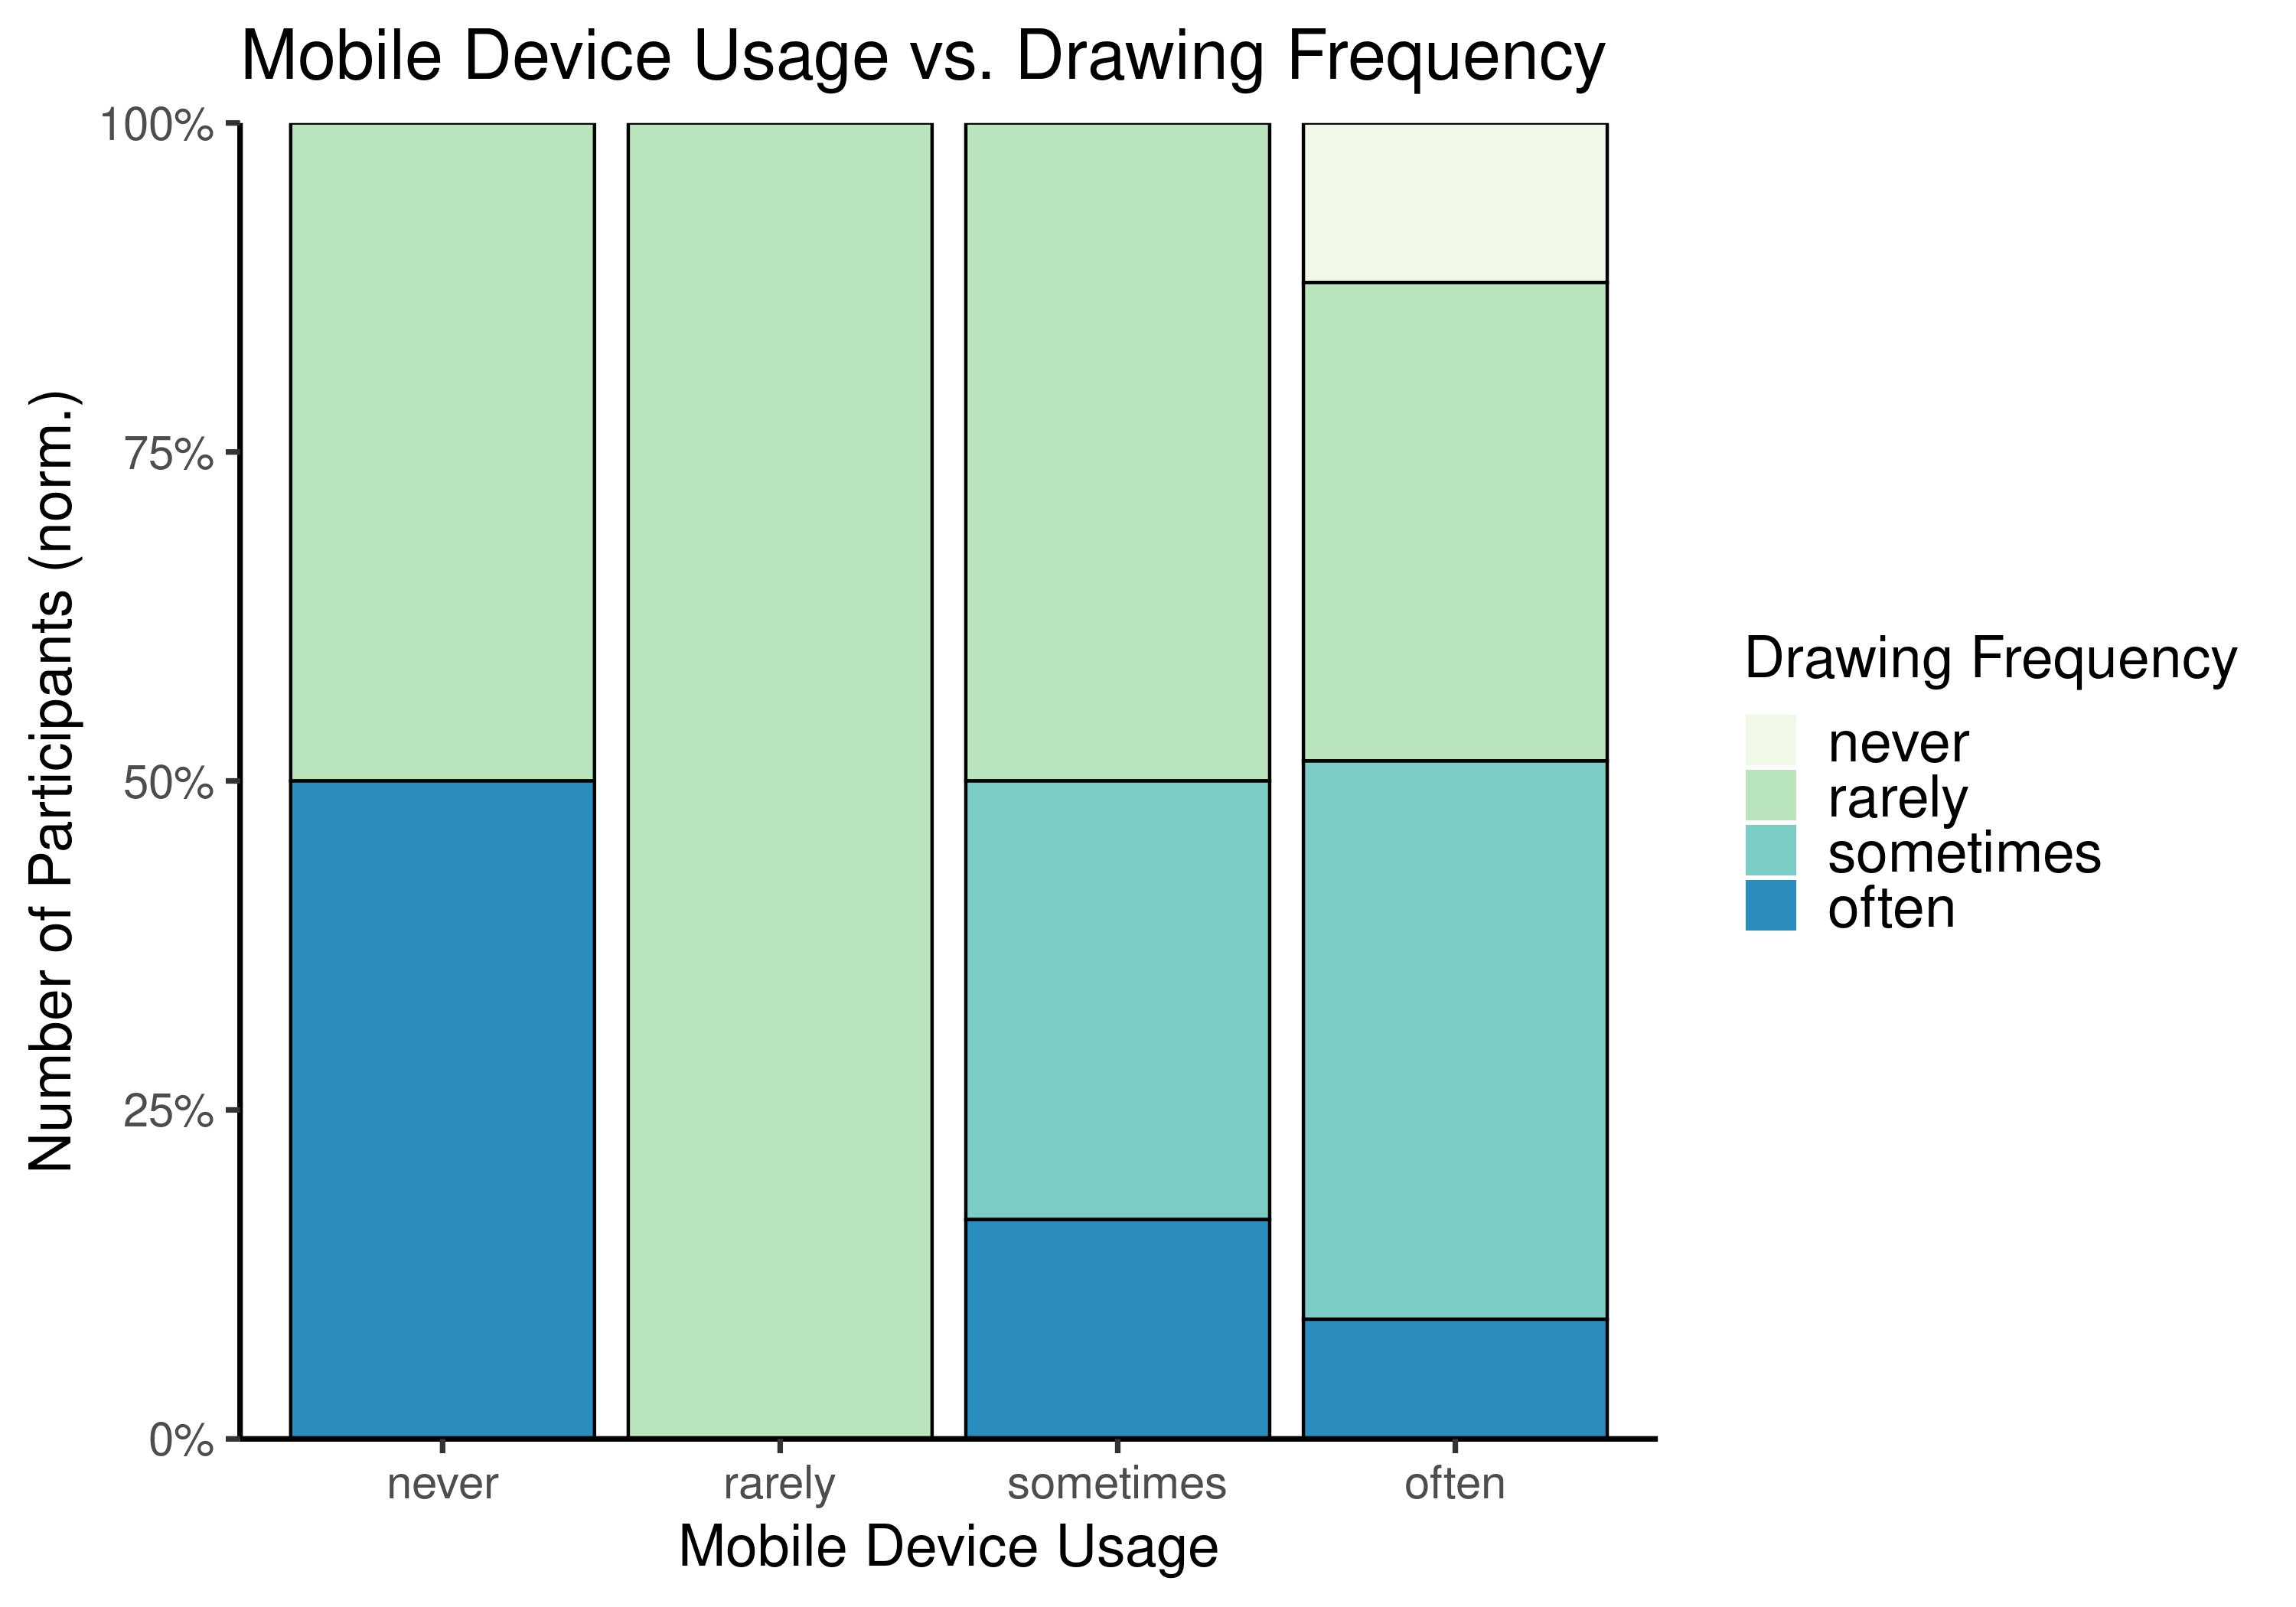 Mobile Device Usage vs. Drawing Frequency
Number of Participants (norm.)
100%
75%
50%
25%
0%
never
rarely
sometimes
often
Mobile Device Usage
Drawing Frequency
never
rarely
sometimes
often